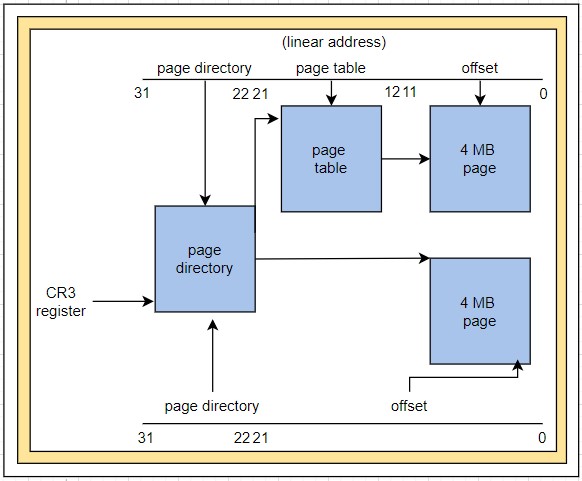 (linear address)
page directory
page table
offset
31
22 21
12 11
0
page
table
4 MB
page
page
directory
CR3
register
4 MB
page
page directory
offset
31
22 21
0